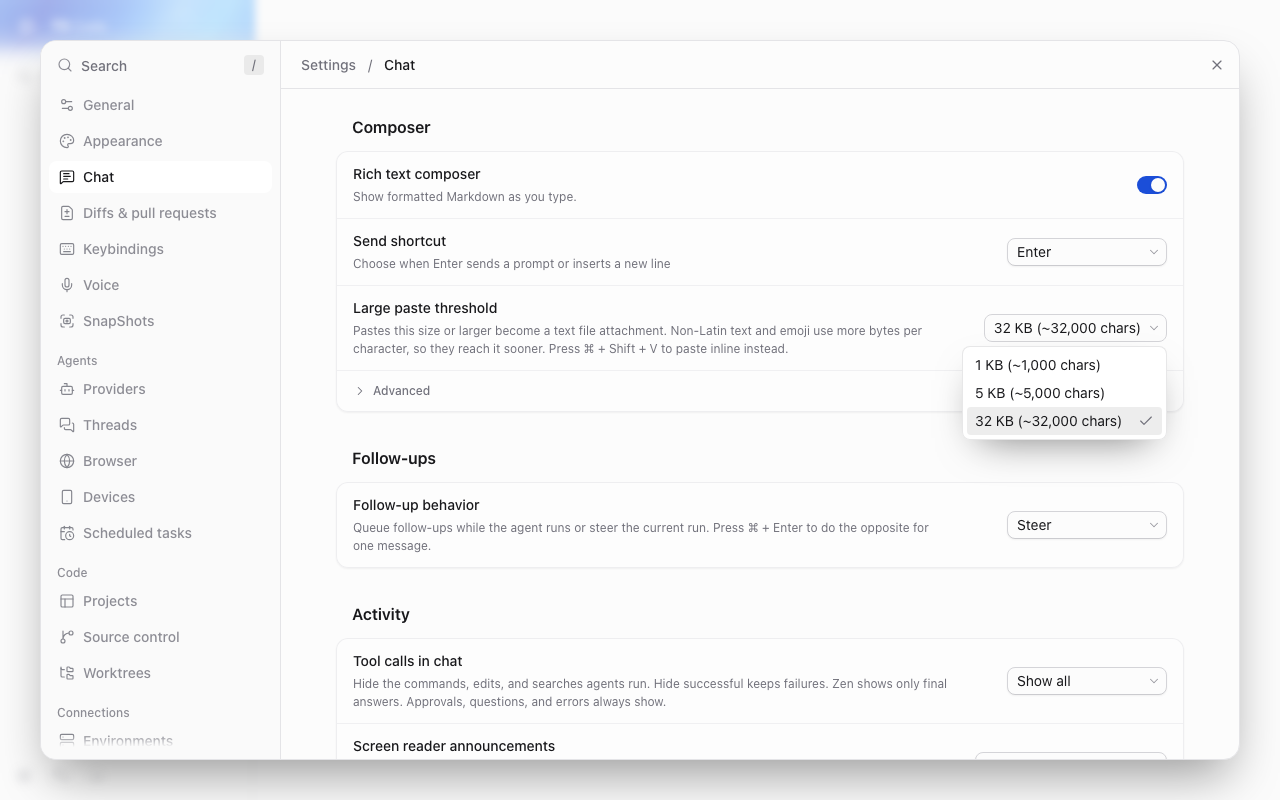 Search
/
General
Appearance
Chat
Diffs & pull requests
Keybindings
Voice
SnapShots
Agents
Providers
Threads
Browser
Devices
Scheduled tasks
Code
Projects
Source control
Worktrees
Connections
Environments
Settings / Chat
Composer
Rich text composer
Show formatted Markdown as you type.
Send shortcut
Choose when Enter sends a prompt or inserts a new line
Enter
Large paste threshold
Pastes this size or larger become a text file attachment. Non-Latin text and emoji use more bytes per
character, so they reach it sooner. Press ⌘ + Shift + V to paste inline instead.
32 KB (~32,000 chars)
1 KB (~1,000 chars)
5 KB (~5,000 chars)
32 KB (~32,000 chars)
Advanced
Follow-ups
Follow-up behavior
Queue follow-ups while the agent runs or steer the current run. Press ⌘ + Enter to do the opposite for
one message.
Steer
Activity
Tool calls in chat
Hide the commands, edits, and searches agents run. Hide successful keeps failures. Zen shows only final
answers. Approvals, questions, and errors always show.
Show all
Screen reader announcements